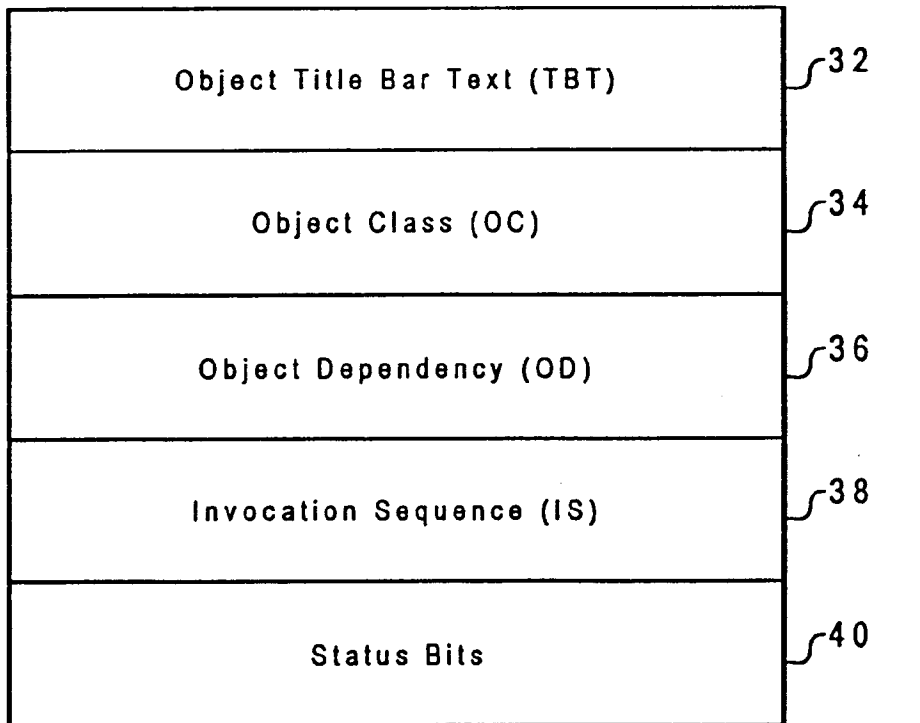 Object Title Bar Text (TBT) 32
Object Class (OC) 34
Object Dependency (OD) 36
Invocation Sequence (IS) 38
Status Bits 40